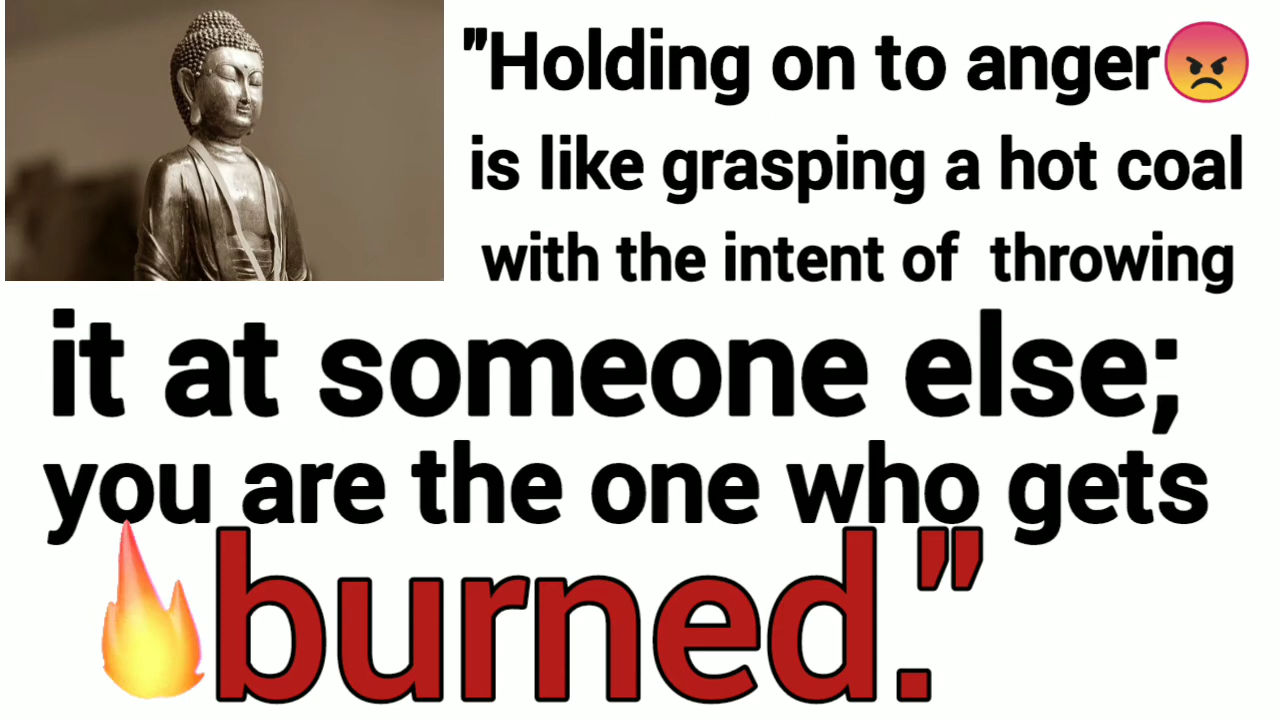 "Holding on to anger😡
is like grasping a hot coal
with the intent of throwing
it at someone else;
you are the one who gets
🔥burned."